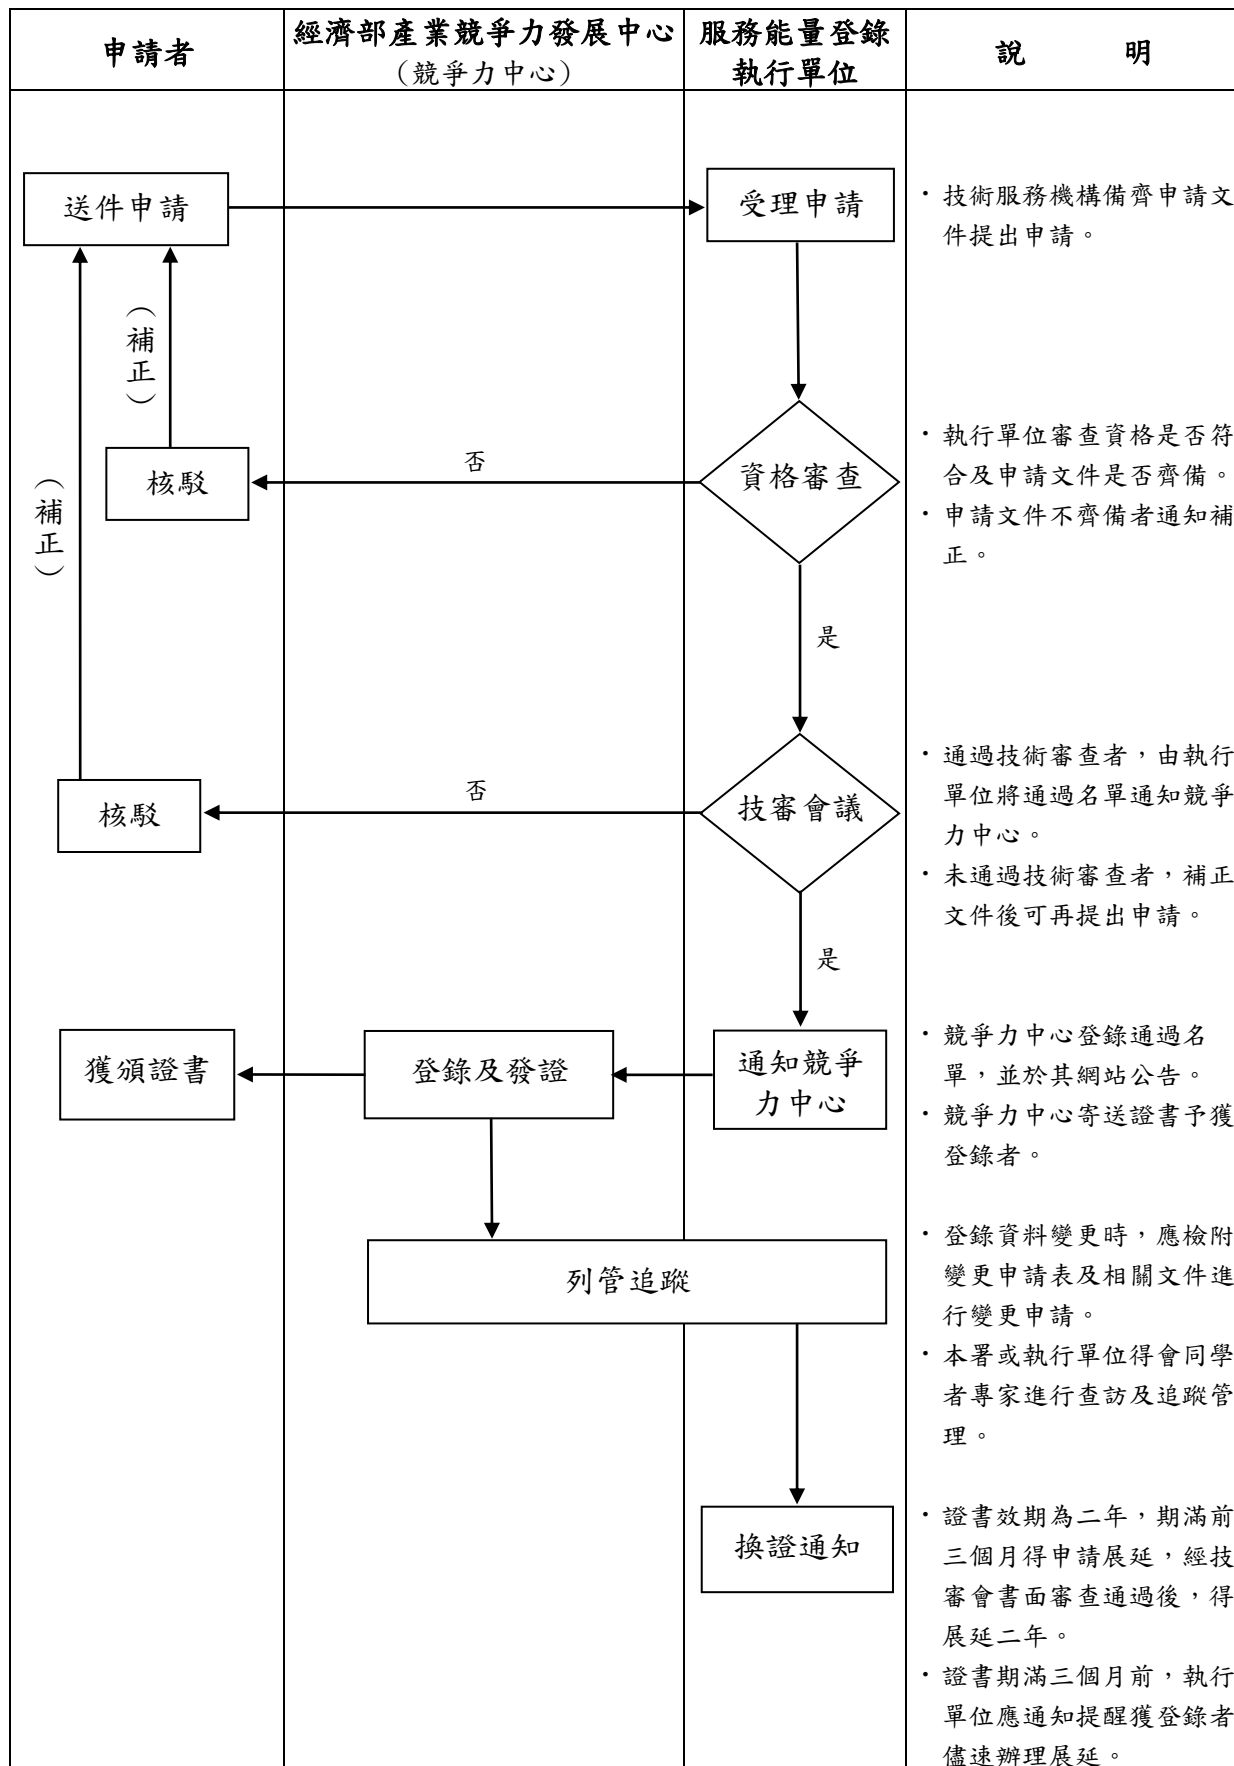 申請者
經濟部產業競爭力發展中心
（競爭力中心）
服務能量登錄
執行單位
說 明
送件申請
受理申請
・技術服務機構備齊申請文
件提出申請。
（補正）
（補正）
核駁
否
資格審查
・執行單位審查資格是否符
合及申請文件是否齊備。
・申請文件不齊備者通知補
正。
是
核駁
否
技審會議
・通過技術審查者，由執行
單位將通過名單通知競爭
力中心。
・未通過技術審查者，補正
文件後可再提出申請。
是
獲頒證書
登錄及發證
通知競爭
力中心
・競爭力中心登錄通過名
單，並於其網站公告。
・競爭力中心寄送證書予獲
登錄者。
列管追蹤
・登錄資料變更時，應檢附
變更申請表及相關文件進
行變更申請。
・本署或執行單位得會同學
者專家進行查訪及追蹤管
理。
換證通知
・證書效期為二年，期滿前
三個月得申請展延，經技
審會書面審查通過後，得
展延二年。
・證書期滿三個月前，執行
單位應通知提醒獲登錄者
儘速辦理展延。